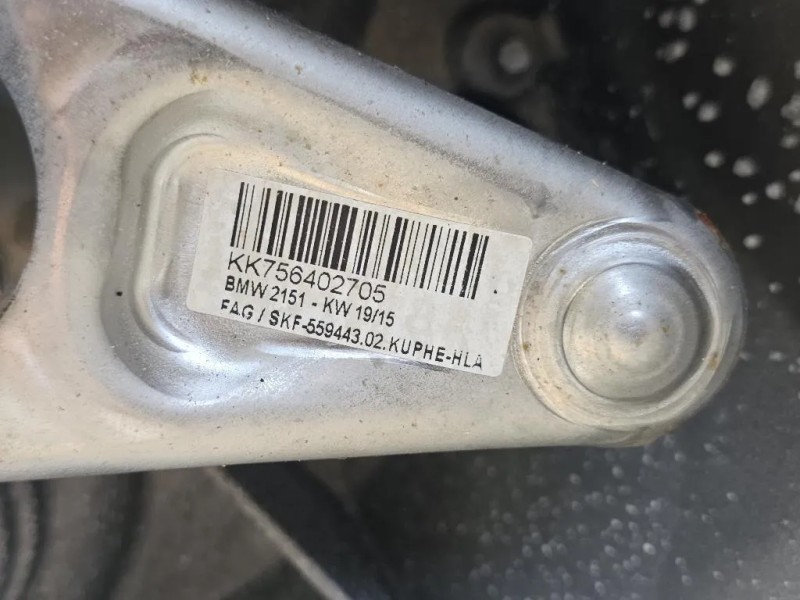 KK756402705
BMW 2151 - KW 19/15
FAG / SKF-559443.02.KUPHE-HLA